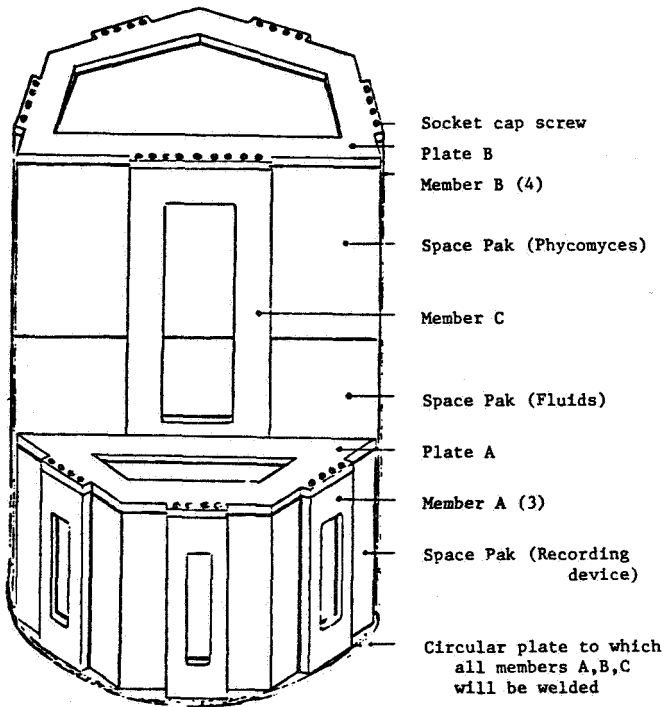 Socket cap screw
Plate B
Member B (4)
Space Pak (Phycomyces)
Member C
Space Pak (Fluids)
Plate A
Member A (3)
Space Pak (Recording
device)
Circular plate to which
all members A,B,C
will be welded